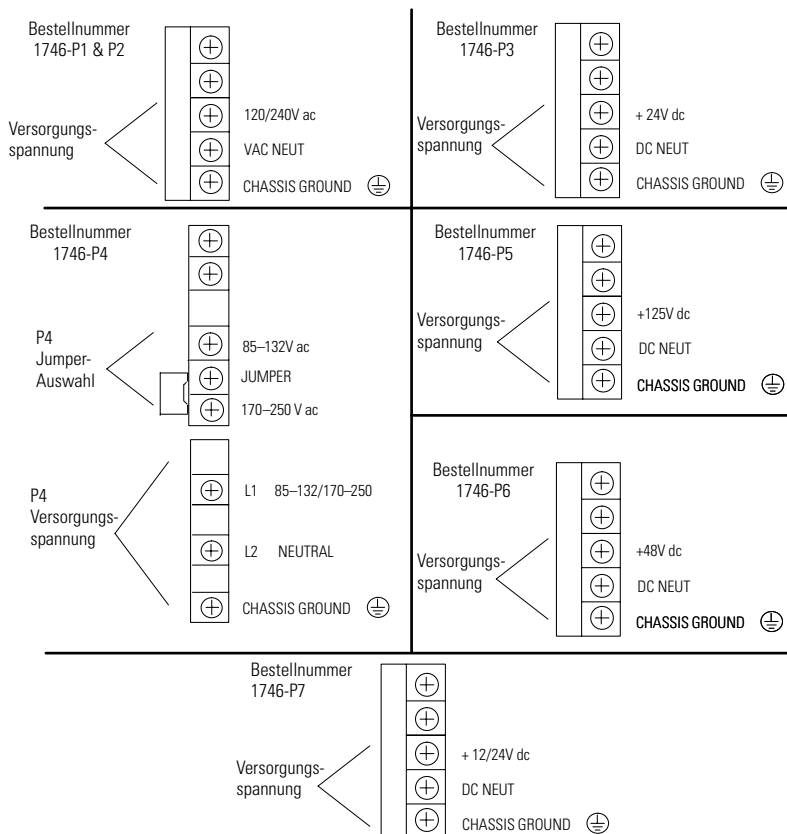 Bestellnummer
1746-P1 & P2
Versorgungs-
spannung
120/240V ac
VAC NEUT
CHASSIS GROUND
Bestellnummer
1746-P3
Versorgungs-
spannung
+ 24V dc
DC NEUT
CHASSIS GROUND
Bestellnummer
1746-P4
P4
Jumper-
Auswahl
85–132V ac
JUMPER
170–250 V ac
P4
Versorgungs-
spannung
L1 85–132/170–250
L2 NEUTRAL
CHASSIS GROUND
Bestellnummer
1746-P5
Versorgungs-
spannung
+125V dc
DC NEUT
CHASSIS GROUND
Bestellnummer
1746-P6
Versorgungs-
spannung
+48V dc
DC NEUT
CHASSIS GROUND
Bestellnummer
1746-P7
Versorgungs-
spannung
+ 12/24V dc
DC NEUT
CHASSIS GROUND